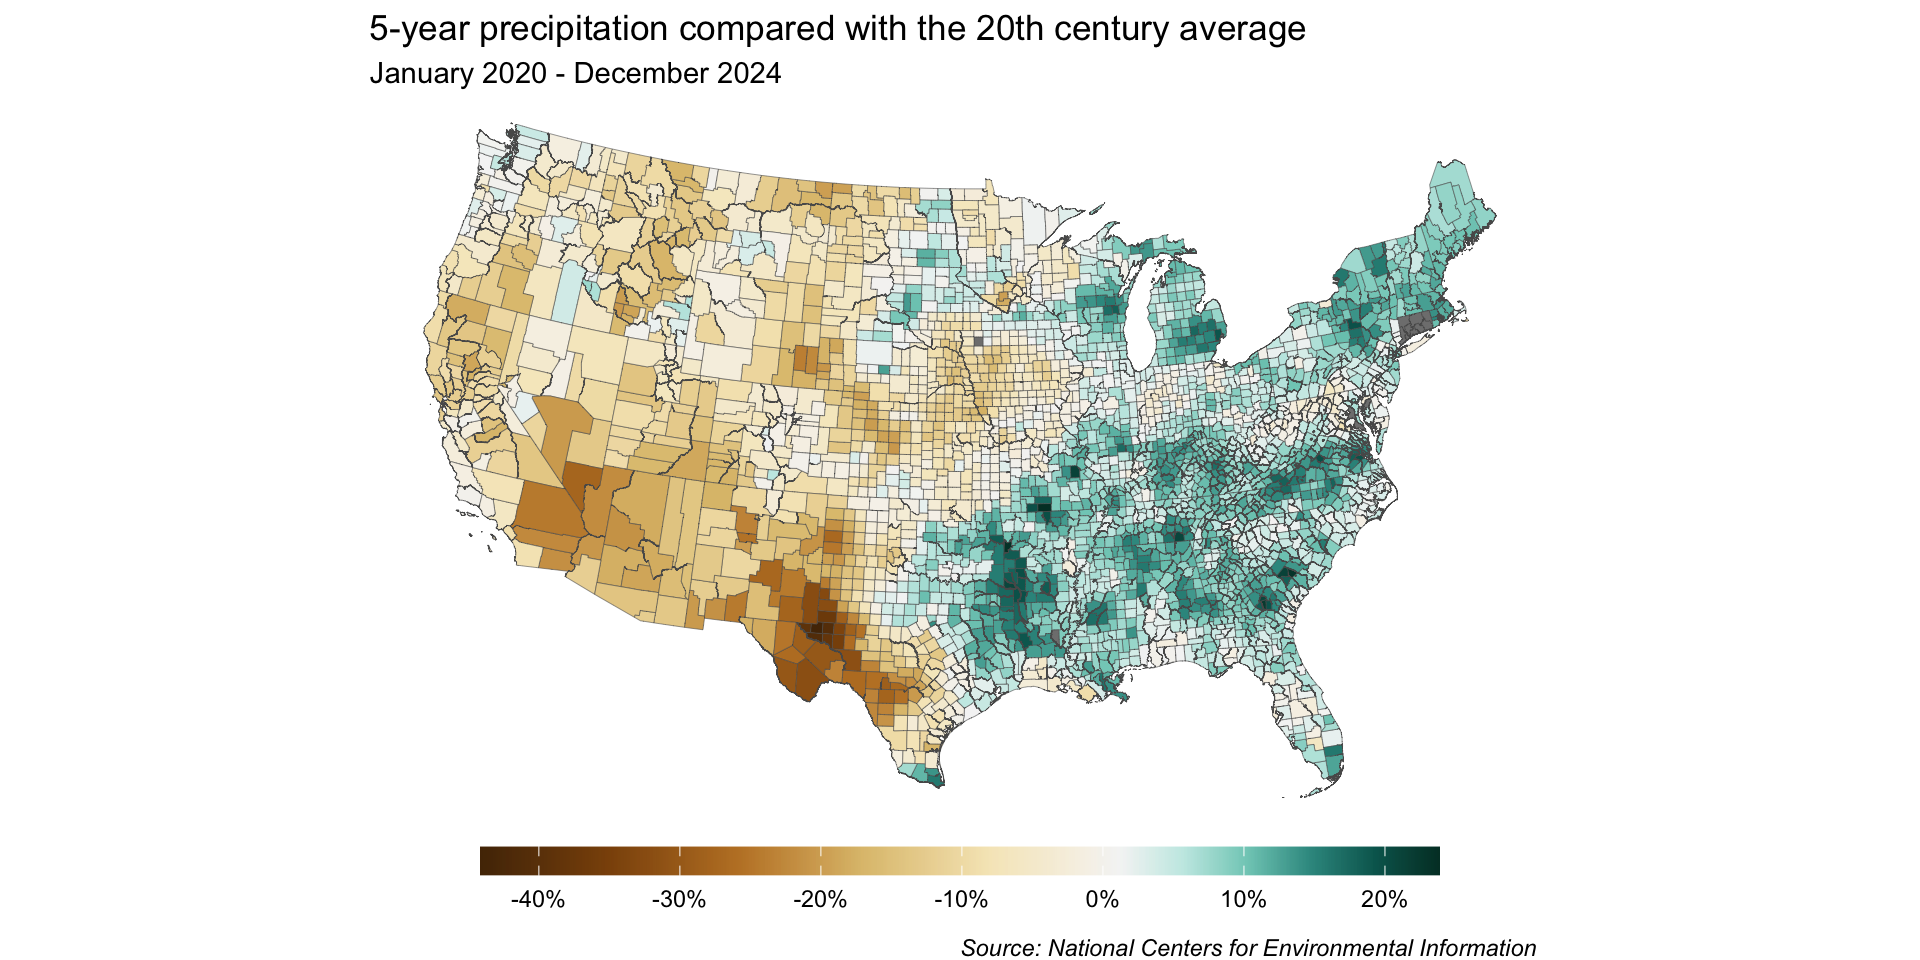 5-year precipitation compared with the 20th century average
January 2020 - December 2024
-40% -30% -20% -10% 0% 10% 20%
Source: National Centers for Environmental Information